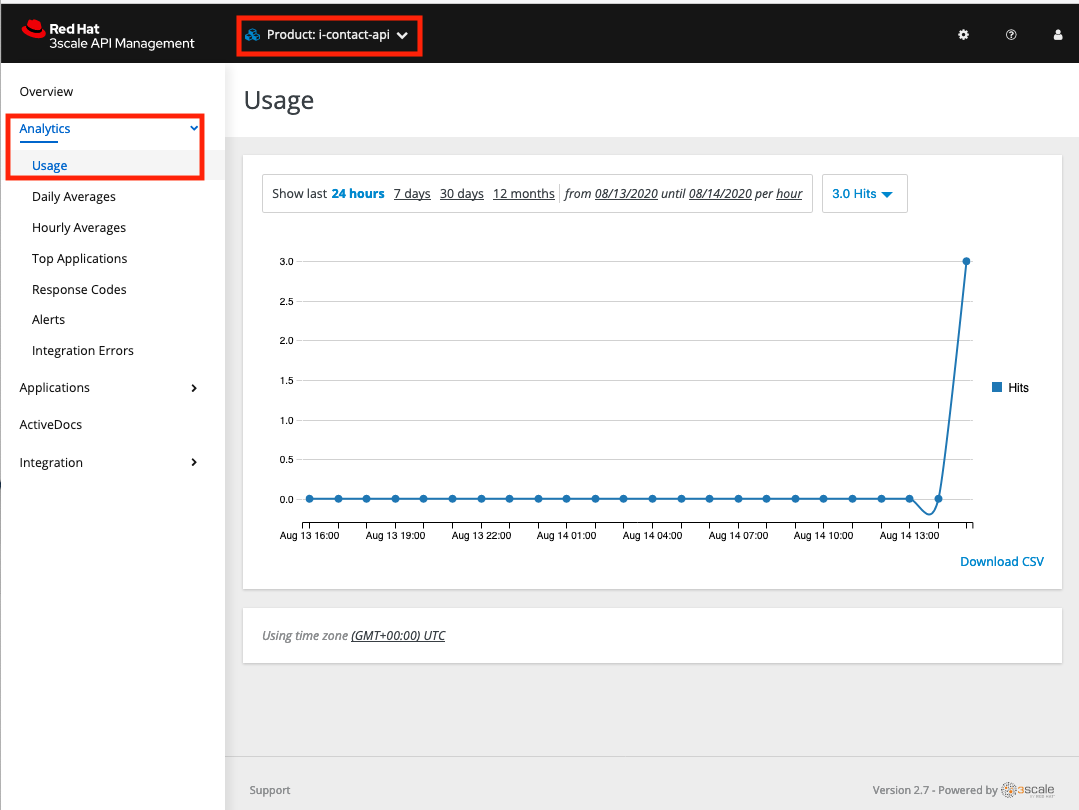 Red Hat
3scale API Management
Product: i-contact-api
Overview
Analytics
Usage
Daily Averages
Hourly Averages
Top Applications
Response Codes
Alerts
Integration Errors
Applications
ActiveDocs
Integration
Usage
Show last 24 hours 7 days 30 days 12 months from 08/13/2020 until 08/14/2020 per hour
3.0 Hits
3.0
2.5
2.0
1.5
1.0
0.5
0.0
Hits
Aug 13 16:00 Aug 13 19:00 Aug 13 22:00 Aug 14 01:00 Aug 14 04:00 Aug 14 07:00 Aug 14 10:00 Aug 14 13:00
Download CSV
Using time zone (GMT+00:00) UTC
Support
Version 2.7 - Powered by 3scale